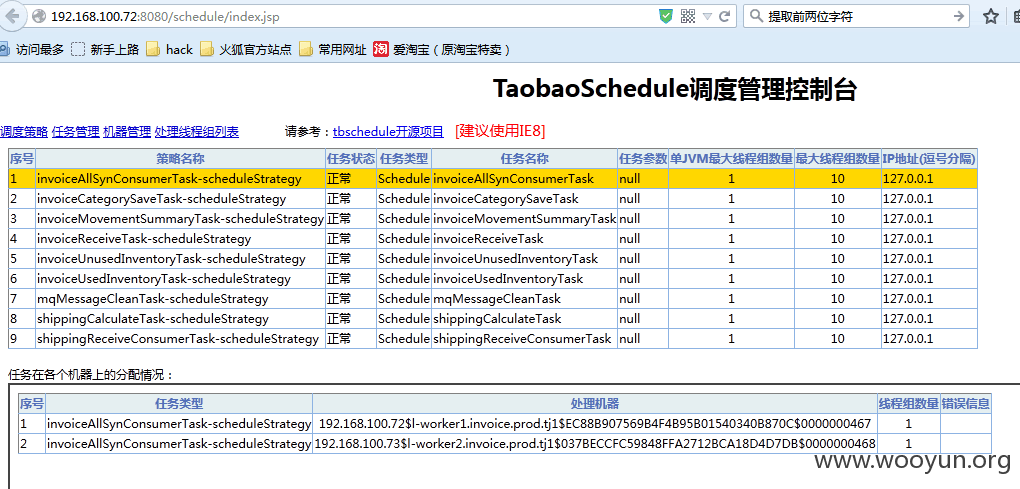 192.168.100.72:8080/schedule/index.jsp 提取前两位字符
访问最多 新手上路 hack 火狐官方站点 常用网址 淘 爱淘宝（原淘宝特卖）
TaobaoSchedule调度管理控制台
调度策略 任务管理 机器管理 处理线程组列表 请参考：tbschedule开源项目 [建议使用IE8]
序号 策略名称 任务状态 任务类型 任务名称 任务参数 单JVM最大线程组数量 最大线程组数量 IP地址(逗号分隔)
1 invoiceAllSynConsumerTask-scheduleStrategy 正常 Schedule invoiceAllSynConsumerTask null 1 10 127.0.0.1
2 invoiceCategorySaveTask-scheduleStrategy 正常 Schedule invoiceCategorySaveTask null 1 10 127.0.0.1
3 invoiceMovementSummaryTask-scheduleStrategy 正常 Schedule invoiceMovementSummaryTask null 1 10 127.0.0.1
4 invoiceReceiveTask-scheduleStrategy 正常 Schedule invoiceReceiveTask null 1 10 127.0.0.1
5 invoiceUnusedInventoryTask-scheduleStrategy 正常 Schedule invoiceUnusedInventoryTask null 1 10 127.0.0.1
6 invoiceUsedInventoryTask-scheduleStrategy 正常 Schedule invoiceUsedInventoryTask null 1 10 127.0.0.1
7 mqMessageCleanTask-scheduleStrategy 正常 Schedule mqMessageCleanTask null 1 10 127.0.0.1
8 shippingCalculateTask-scheduleStrategy 正常 Schedule shippingCalculateTask null 1 10 127.0.0.1
9 shippingReceiveConsumerTask-scheduleStrategy 正常 Schedule shippingReceiveConsumerTask null 1 10 127.0.0.1
任务在各个机器上的分配情况：
序号 任务类型 处理机器 线程组数量 错误信息
1 invoiceAllSynConsumerTask-scheduleStrategy 192.168.100.72$l-worker1.invoice.prod.tj1$EC88B907569B4F4B95B01540340B870C$0000000467 1
2 invoiceAllSynConsumerTask-scheduleStrategy 192.168.100.73$l-worker2.invoice.prod.tj1$037BECCFC59848FFA2712BCA18D4D7DB$0000000468 1
www.wooyun.org